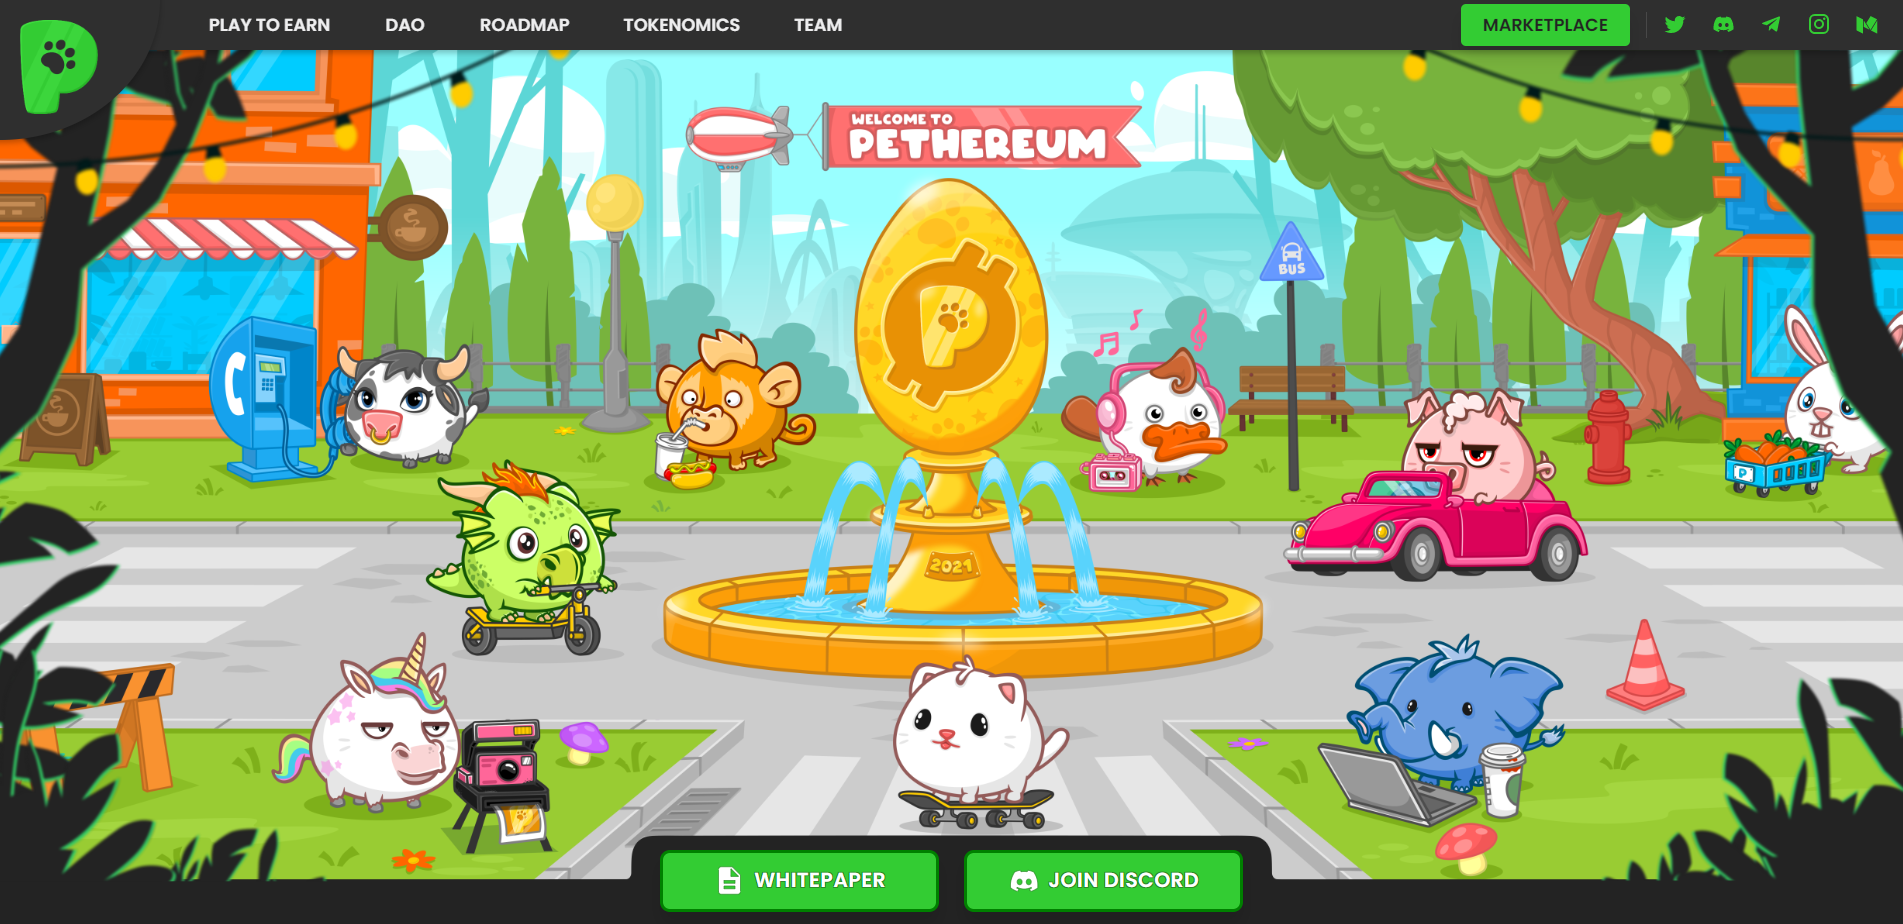 PLAY TO EARN
DAO
ROADMAP
TOKENOMICS
TEAM
MARKETPLACE
WELCOME TO
PETHEREUM
BUS
2021
P
WHITEPAPER
JOIN DISCORD